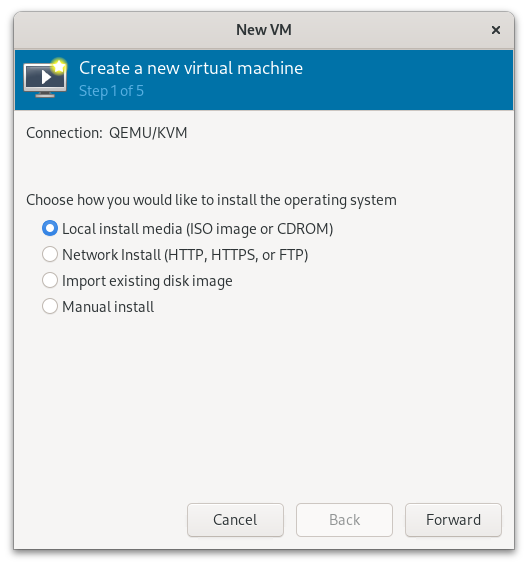 New VM
Create a new virtual machine
Step 1 of 5
Connection: QEMU/KVM
Choose how you would like to install the operating system
Local install media (ISO image or CDROM)
Network Install (HTTP, HTTPS, or FTP)
Import existing disk image
Manual install
Cancel Back Forward